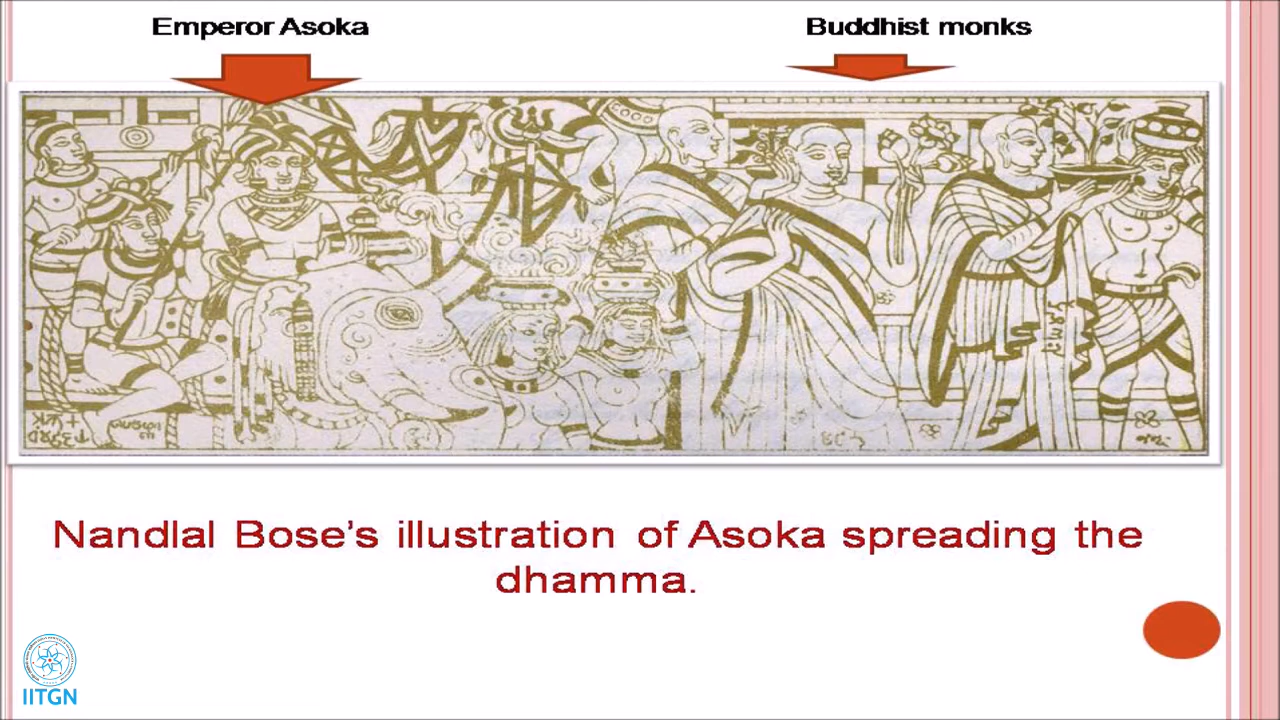 Emperor Asoka
Buddhist monks
Nandlal Bose's illustration of Asoka spreading the
dhamma.
IITGN